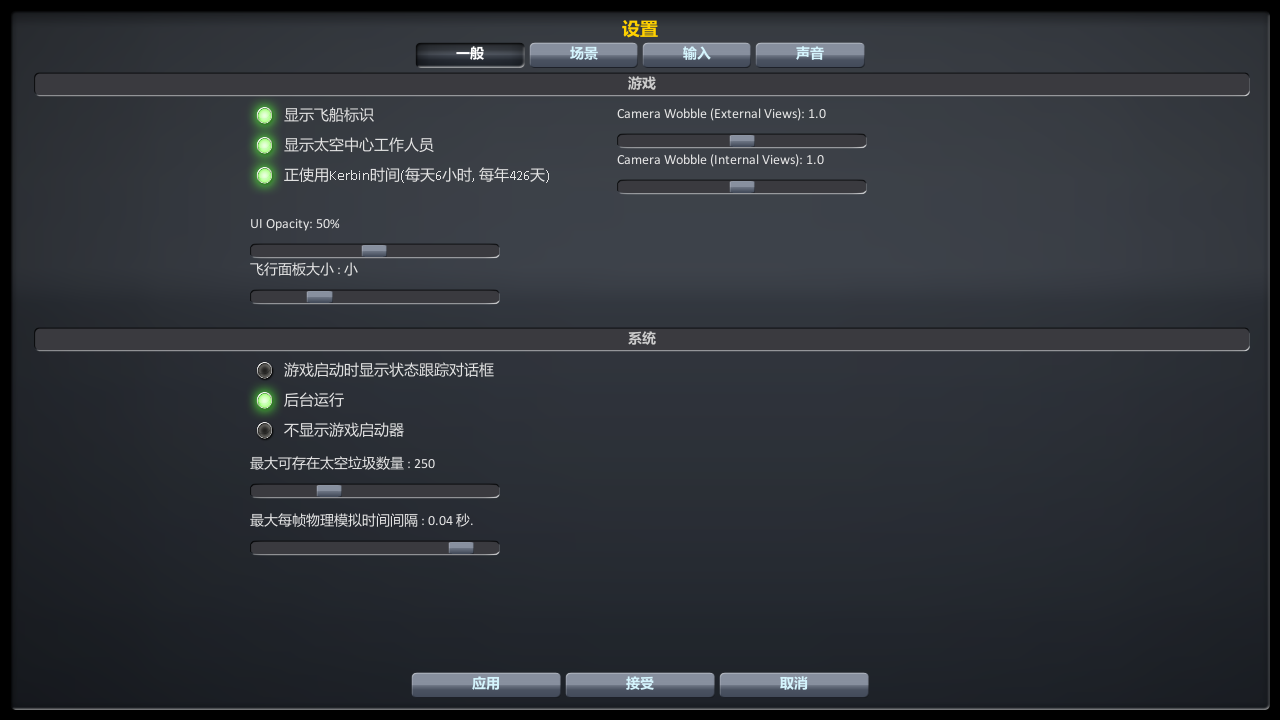 设置
一般 场景 输入 声音
游戏
显示飞船标识
显示太空中心工作人员
正使用Kerbin时间(每天6小时, 每年426天)
Camera Wobble (External Views): 1.0
Camera Wobble (Internal Views): 1.0
UI Opacity: 50%
飞行面板大小 : 小
系统
游戏启动时显示状态跟踪对话框
后台运行
不显示游戏启动器
最大可存在太空垃圾数量 : 250
最大每帧物理模拟时间间隔 : 0.04 秒.
应用 接受 取消